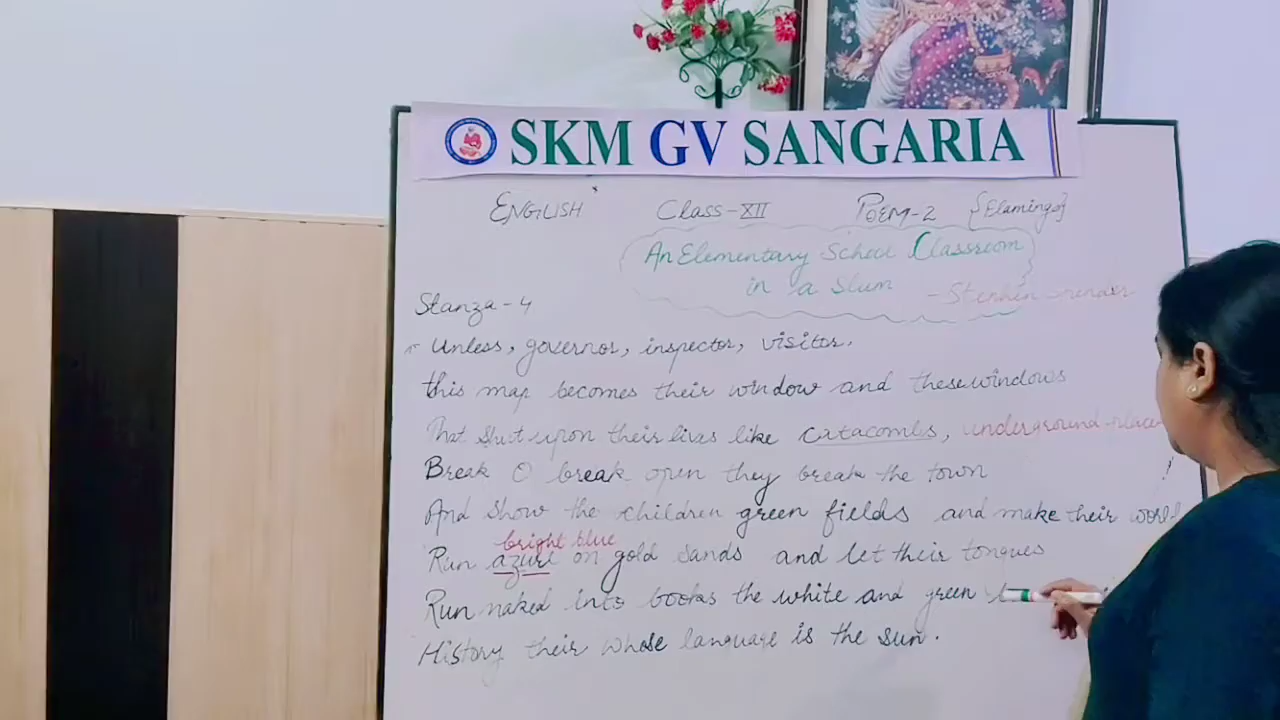 SKM GV SANGARIA
ENGLISH Class-XII POEM-2 {Flamingo}
An Elementary School Classroom
in a Slum
- Stephen Spender
Stanza-4
Unless, governor, inspector, visitor,
this map becomes their window and these windows
That shut upon their lives like catacombs, underground place
Break O break open they break the town
And show the children green fields and make their world
bright blue
Run azure on gold sands and let their tongues
Run naked into books the white and green
History theirs whose language is the sun.